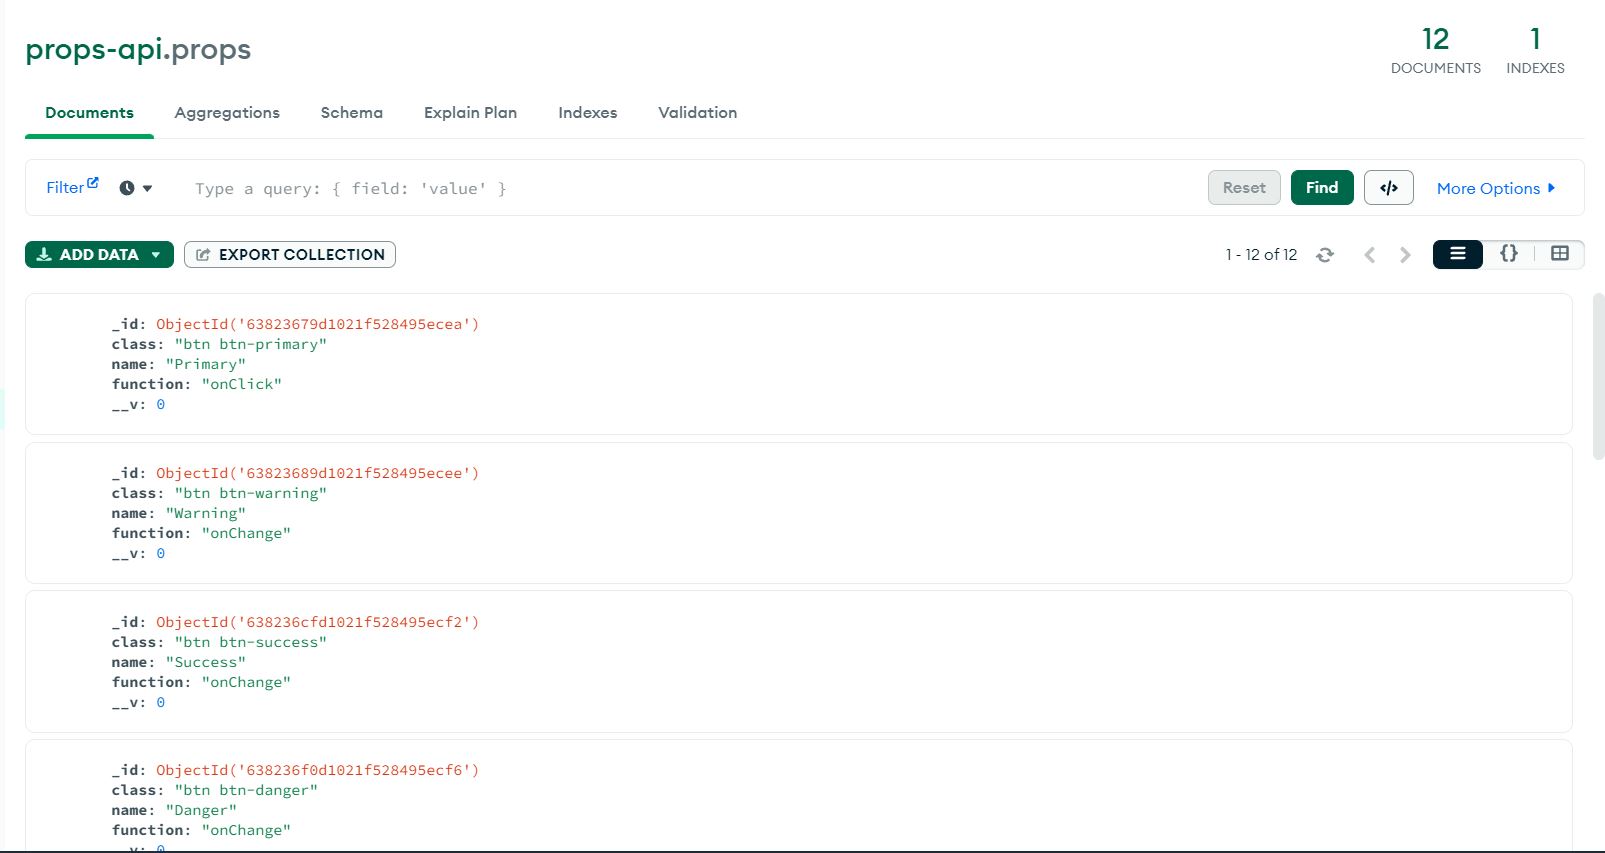 props-api.props
12
DOCUMENTS
1
INDEXES
Documents Aggregations Schema Explain Plan Indexes Validation
Filter Type a query: { field: 'value' } Reset Find </> More Options
ADD DATA EXPORT COLLECTION 1 - 12 of 12 {}
_id: ObjectId('63823679d1021f528495ecea')
class: "btn btn-primary"
name: "Primary"
function: "onClick"
__v: 0
_id: ObjectId('63823689d1021f528495ecee')
class: "btn btn-warning"
name: "Warning"
function: "onChange"
__v: 0
_id: ObjectId('638236cfd1021f528495ecf2')
class: "btn btn-success"
name: "Success"
function: "onChange"
__v: 0
_id: ObjectId('638236f0d1021f528495ecf6')
class: "btn btn-danger"
name: "Danger"
function: "onChange"
__v: 0